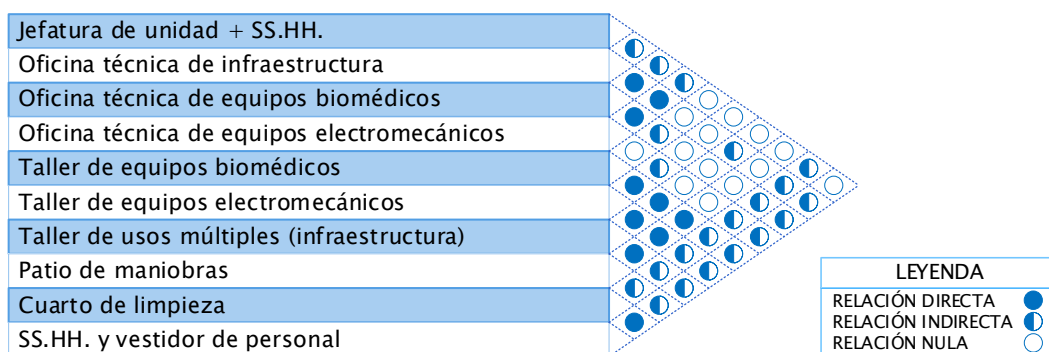 Jefatura de unidad + SS.HH.
Oficina técnica de infraestructura
Oficina técnica de equipos biomédicos
Oficina técnica de equipos electromecánicos
Taller de equipos biomédicos
Taller de equipos electromecánicos
Taller de usos múltiples (infraestructura)
Patio de maniobras
Cuarto de limpieza
SS.HH. y vestidor de personal
LEYENDA
RELACIÓN DIRECTA
RELACIÓN INDIRECTA
RELACIÓN NULA